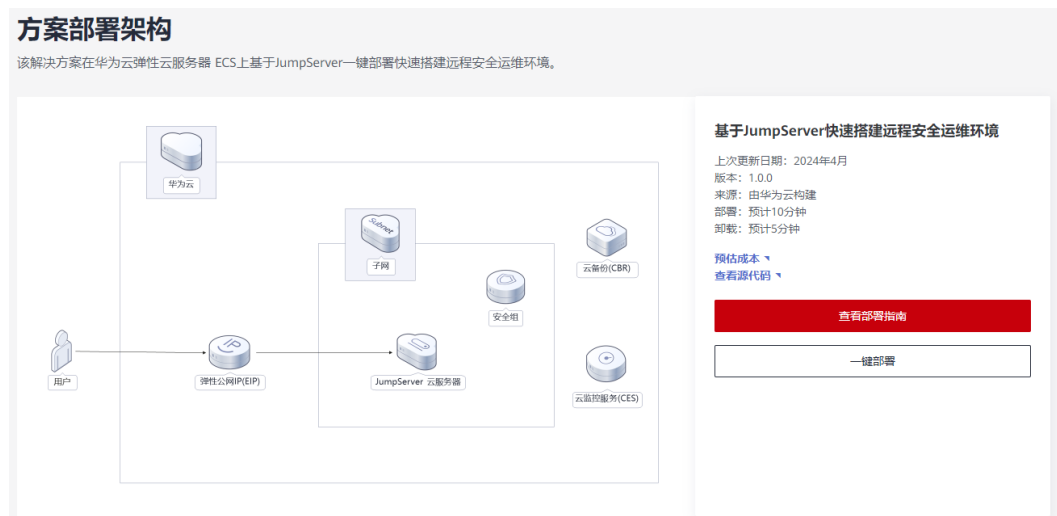 方案部署架构
该解决方案在华为云弹性云服务器 ECS上基于JumpServer一键部署快速搭建远程安全运维环境。
华为云
Subnet
子网
云备份(CBR)
安全组
IP
用户
弹性公网IP(EIP)
JumpServer 云服务器
云监控服务(CES)
基于JumpServer快速搭建远程安全运维环境
上次更新日期：2024年4月
版本：1.0.0
来源：由华为云构建
部署：预计10分钟
卸载：预计5分钟
预估成本
查看源代码
查看部署指南
一键部署